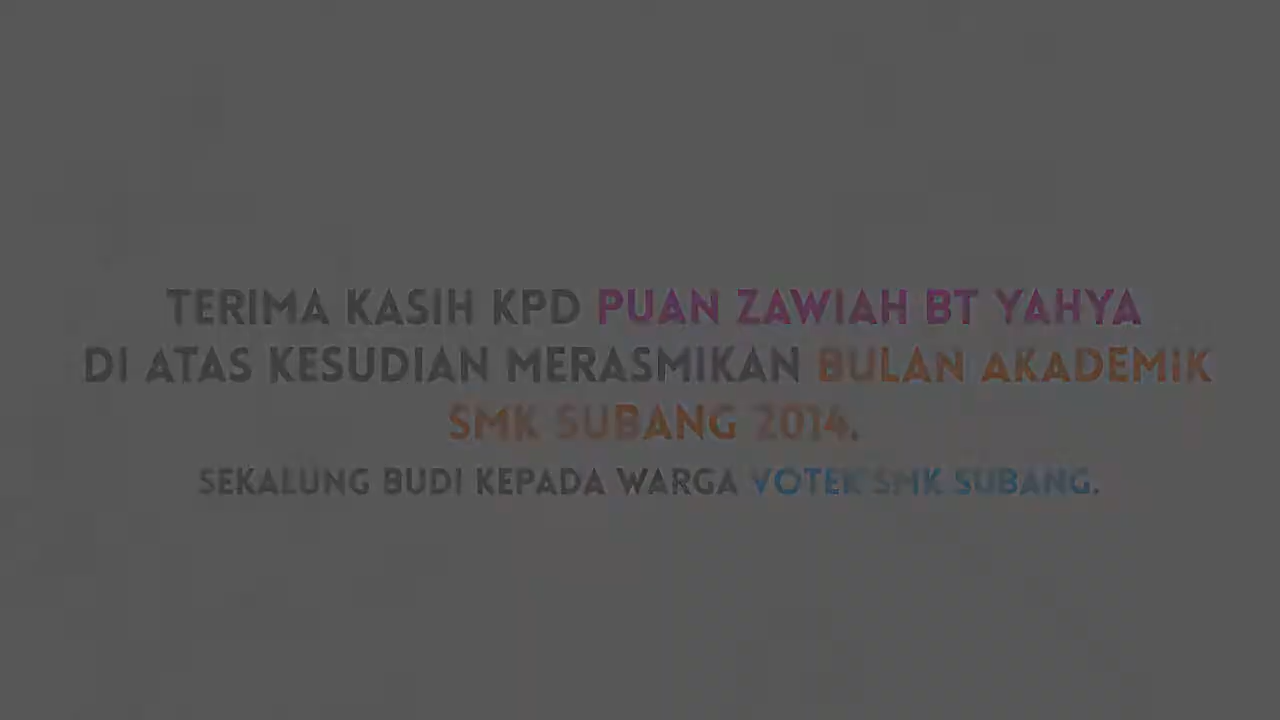 TERIMA KASIH KPD PUAN ZAWIAH BT YAHYA
DI ATAS KESUDIAN MERASMIKAN BULAN AKADEMIK
SMK SUBANG 2014.
SEKALUNG BUDI KEPADA WARGA VOTEK SMK SUBANG.